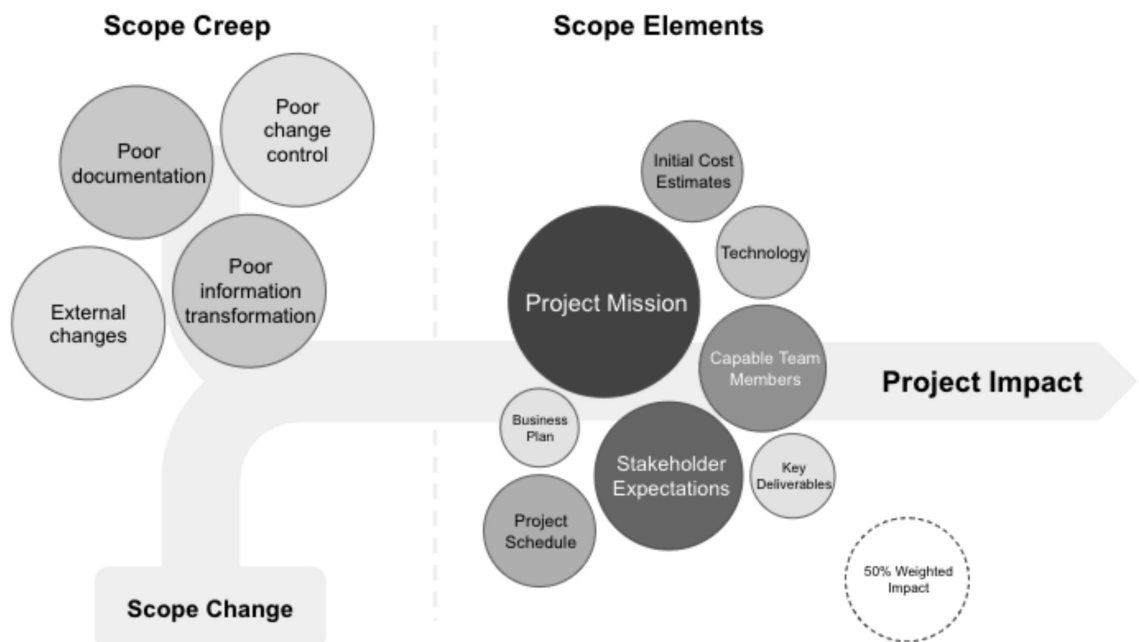 Scope Creep
Poor
change
control
Poor
documentation
Poor
information
transformation
External
changes
Scope Change
Scope Elements
Initial Cost
Estimates
Technology
Project Mission
Capable Team
Members
Business
Plan
Stakeholder
Expectations
Key
Deliverables
Project
Schedule
Project Impact
50% Weighted
Impact